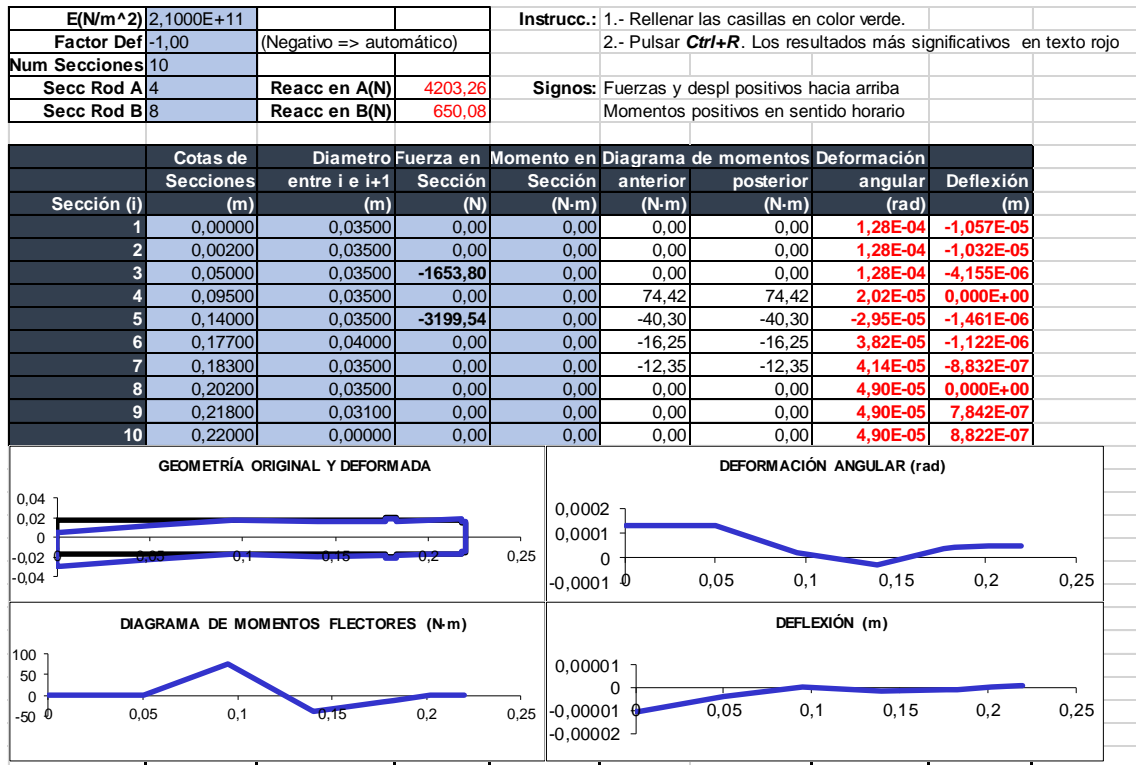 E(N/m^2) 2,1000E+11 Instrucc.: 1.- Rellenar las casillas en color verde.
Factor Def -1,00 (Negativo => automático) 2.- Pulsar Ctrl+R. Los resultados más significativos en texto rojo
Num Secciones 10
Secc Rod A 4 Reacc en A(N) 4203,26 Signos: Fuerzas y despl positivos hacia arriba
Secc Rod B 8 Reacc en B(N) 650,08 Momentos positivos en sentido horario
Cotas de Diametro Fuerza en Momento en Diagrama de momentos Deformación
Secciones entre i e i+1 Sección Sección anterior posterior angular Deflexión
Sección (i) (m) (m) (N) (N·m) (N·m) (N·m) (rad) (m)
1 0,00000 0,03500 0,00 0,00 0,00 0,00 1,28E-04 -1,057E-05
2 0,00200 0,03500 0,00 0,00 0,00 0,00 1,28E-04 -1,032E-05
3 0,05000 0,03500 -1653,80 0,00 0,00 0,00 1,28E-04 -4,155E-06
4 0,09500 0,03500 0,00 0,00 74,42 74,42 2,02E-05 0,000E+00
5 0,14000 0,03500 -3199,54 0,00 -40,30 -40,30 -2,95E-05 -1,461E-06
6 0,17700 0,04000 0,00 0,00 -16,25 -16,25 3,82E-05 -1,122E-06
7 0,18300 0,03500 0,00 0,00 -12,35 -12,35 4,14E-05 -8,832E-07
8 0,20200 0,03500 0,00 0,00 0,00 0,00 4,90E-05 0,000E+00
9 0,21800 0,03100 0,00 0,00 0,00 0,00 4,90E-05 7,842E-07
10 0,22000 0,00000 0,00 0,00 0,00 0,00 4,90E-05 8,822E-07
GEOMETRÍA ORIGINAL Y DEFORMADA
0,04
0,02
0
-0,02
-0,04
0,05 0,1 0,15 0,2 0,25
DEFORMACIÓN ANGULAR (rad)
0,0002
0,0001
0
-0,0001
0 0,05 0,1 0,15 0,2 0,25
DIAGRAMA DE MOMENTOS FLECTORES (N·m)
100
50
0
-50
0 0,05 0,1 0,15 0,2 0,25
DEFLEXIÓN (m)
0,00001
0
-0,00001
-0,00002
0 0,05 0,1 0,15 0,2 0,25